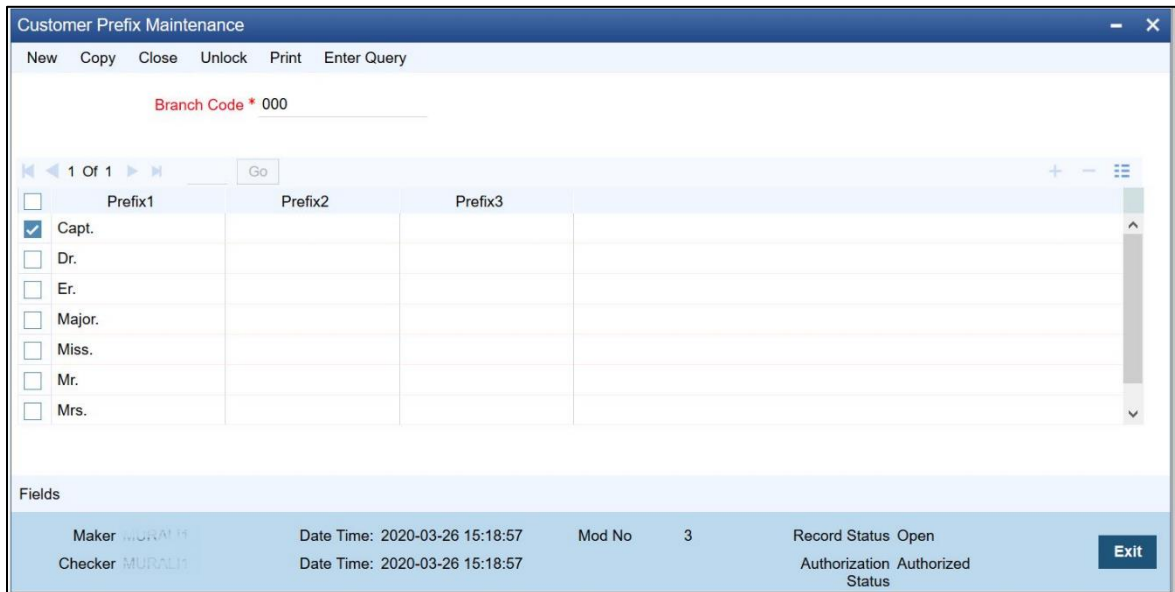 Customer Prefix Maintenance
New Copy Close Unlock Print Enter Query
Branch Code * 000
1 Of 1 Go
Prefix1 Prefix2 Prefix3
Capt.
Dr.
Er.
Major.
Miss.
Mr.
Mrs.
Fields
Maker Date Time: 2020-03-26 15:18:57 Mod No 3 Record Status Open
Checker Date Time: 2020-03-26 15:18:57 Authorization Status Authorized
Exit